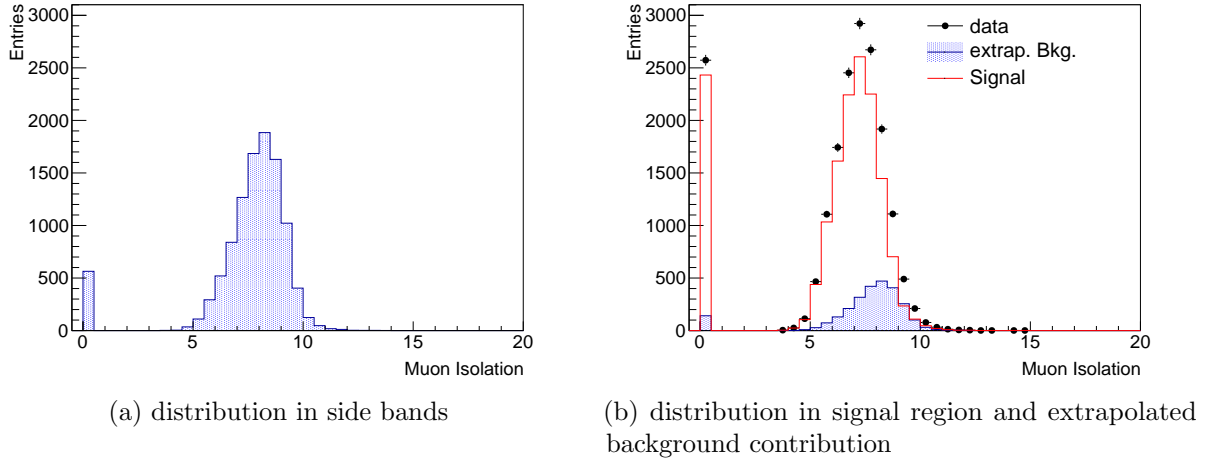 Entries
3000
2500
2000
1500
1000
500
0
0 5 10 15 20
Muon Isolation
(a) distribution in side bands
Entries
3000
2500
2000
1500
1000
500
0
data
extrap. Bkg.
Signal
0 5 10 15 20
Muon Isolation
(b) distribution in signal region and extrapolated
background contribution